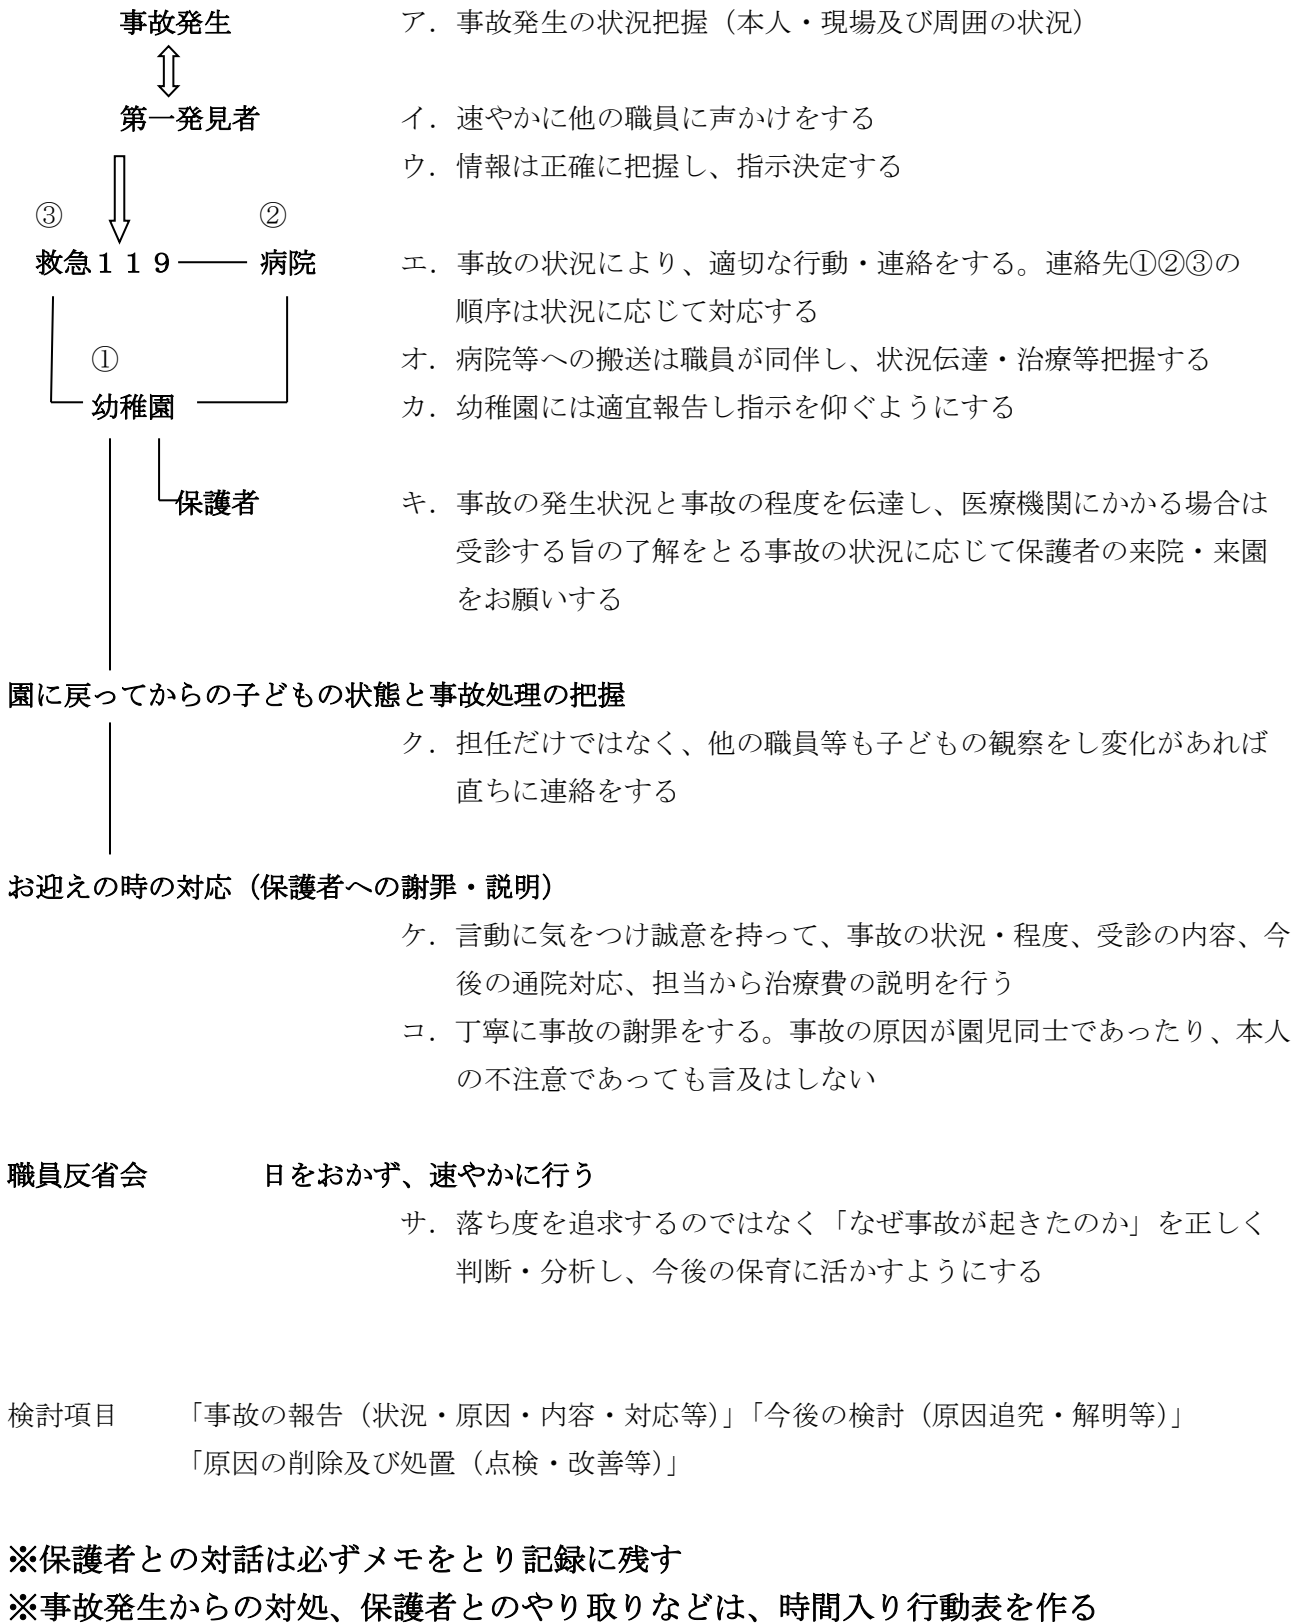 事故発生 ア．事故発生の状況把握（本人・現場及び周囲の状況）
第一発見者 イ．速やかに他の職員に声かけをする
ウ．情報は正確に把握し、指示決定する
③ ②
救急１１９ 病院 エ．事故の状況により、適切な行動・連絡をする。連絡先①②③の
順序は状況に応じて対応する
① オ．病院等への搬送は職員が同伴し、状況伝達・治療等把握する
幼稚園 カ．幼稚園には適宜報告し指示を仰ぐようにする
保護者 キ．事故の発生状況と事故の程度を伝達し、医療機関にかかる場合は
受診する旨の了解をとる事故の状況に応じて保護者の来院・来園
をお願いする
園に戻ってからの子どもの状態と事故処理の把握
ク．担任だけではなく、他の職員等も子どもの観察をし変化があれば
直ちに連絡をする
お迎えの時の対応（保護者への謝罪・説明）
ケ．言動に気をつけ誠意を持って、事故の状況・程度、受診の内容、今
後の通院対応、担当から治療費の説明を行う
コ．丁寧に事故の謝罪をする。事故の原因が園児同士であったり、本人
の不注意であっても言及はしない
職員反省会 日をおかず、速やかに行う
サ．落ち度を追求するのではなく「なぜ事故が起きたのか」を正しく
判断・分析し、今後の保育に活かすようにする
検討項目 「事故の報告（状況・原因・内容・対応等）」「今後の検討（原因追究・解明等）」
「原因の削除及び処置（点検・改善等）」
※保護者との対話は必ずメモをとり記録に残す
※事故発生からの対処、保護者とのやり取りなどは、時間入り行動表を作る